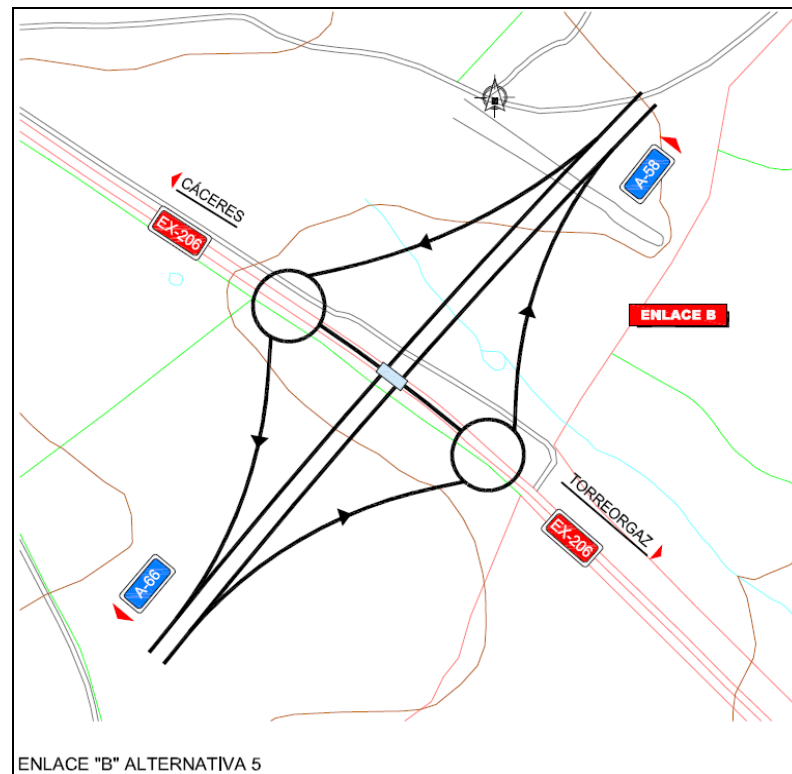 A-58
CÁCERES
EX-206
ENLACE B
TORREORGAZ
EX-206
A-66
ENLACE "B" ALTERNATIVA 5